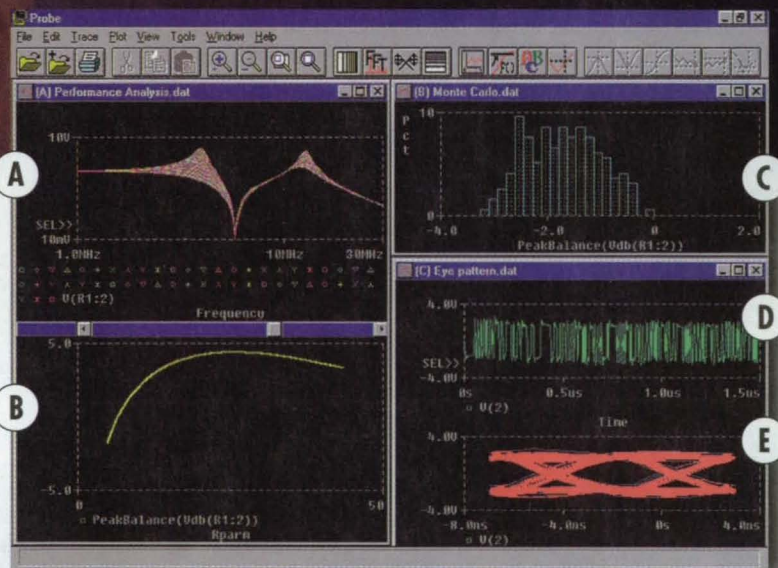 Probe
File Edit Trace Plot View Tools Window Help
FFT
[A] Performance Analysis.dat
10V
A
SEL>>
10mV
1.0MHz 10MHz 30MHz
V(R1:2)
Frequency
5.0
B
-5.0
0 50
PeakBalance(Vdb(R1:2))
Rparm
(B) Monte Carlo.dat
10
Pct
C
0
-4.0 -2.0 0 2.0
PeakBalance(Vdb(R1:2))
[C] Eye pattern.dat
4.0V
D
SEL>>
-4.0V
0s 0.5us 1.0us 1.5us
V(2)
Time
4.0V
E
-4.0V
-8.0ns -4.0ns 0s 4.0ns
V(2)